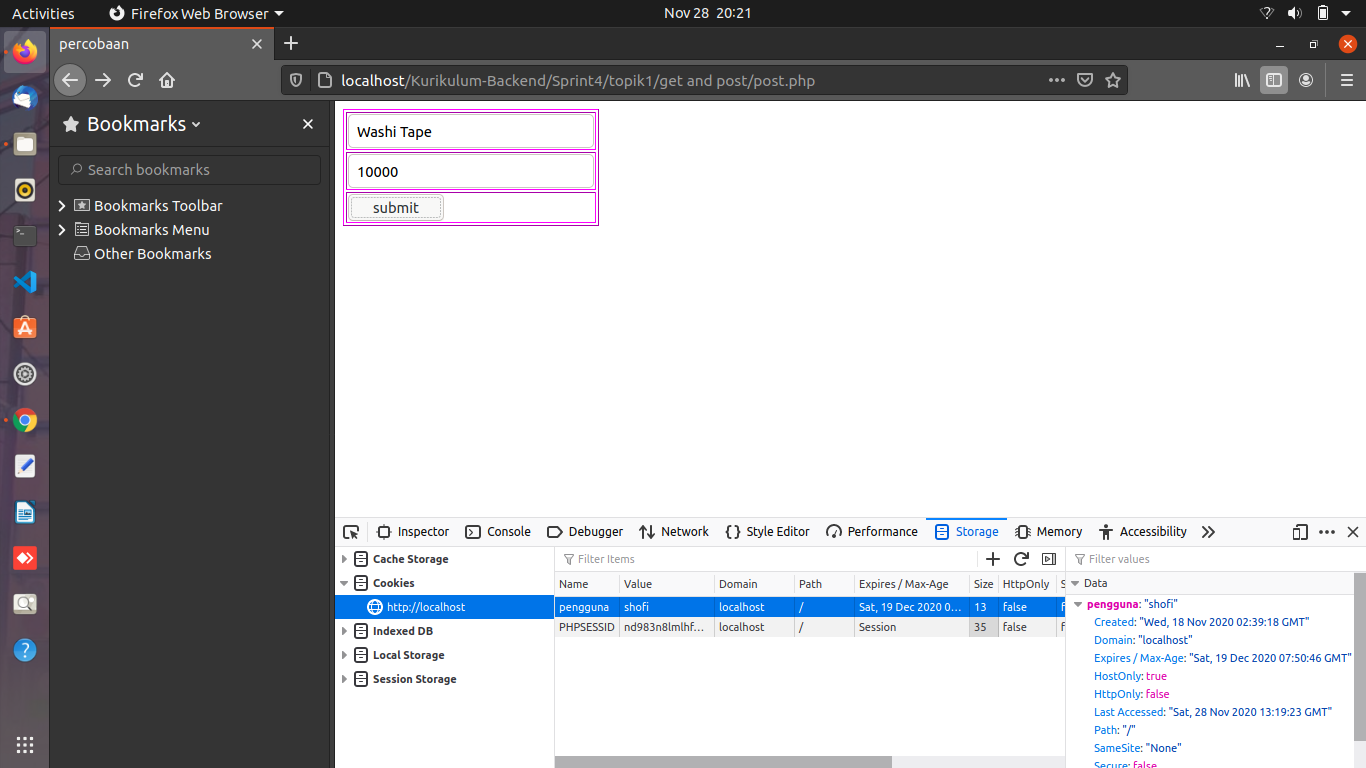 Activities Firefox Web Browser Nov 28 20:21
percobaan
localhost/Kurikulum-Backend/Sprint4/topik1/get and post/post.php
Bookmarks
Search bookmarks
Bookmarks Toolbar
Bookmarks Menu
Other Bookmarks
Washi Tape
10000
submit
Inspector Console Debugger Network Style Editor Performance Storage Memory Accessibility
Cache Storage
Cookies
http://localhost
Indexed DB
Local Storage
Session Storage
Filter Items
Name Value Domain Path Expires / Max-Age Size HttpOnly S
pengguna shofi localhost / Sat, 19 Dec 2020 0... 13 false f
PHPSESSID nd983n8lmlhf... localhost / Session 35 false f
Filter values
Data
pengguna: "shofi"
Created: "Wed, 18 Nov 2020 02:39:18 GMT"
Domain: "localhost"
Expires / Max-Age: "Sat, 19 Dec 2020 07:50:46 GMT"
HostOnly: true
HttpOnly: false
Last Accessed: "Sat, 28 Nov 2020 13:19:23 GMT"
Path: "/"
SameSite: "None"
Secure: false